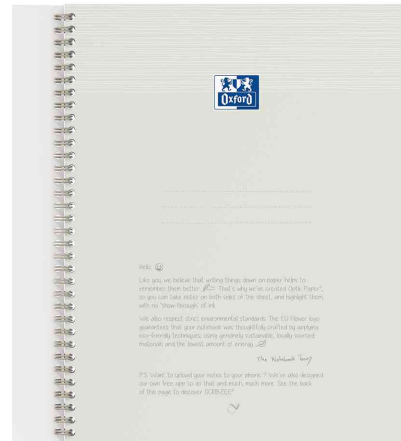 Oxford
Hello
Like you, we believe that writing things down on paper helps to
remember them better. That's why we've created Optik Paper®,
so you can take notes on both sides of the sheet, and highlight them,
with no "show-through" of ink.
We also respect strict environmental standards. The EU Flower logo
guarantees that your notebook was thoughtfully crafted by applying
eco-friendly techniques, using genuinely sustainable, locally sourced
materials and the lowest amount of energy.
The Notebook Team
P.S. Want to upload your notes to your phone? We've also designed
our own free app to do that and much, much more. See the back
of this page to discover SCRIBZEE®